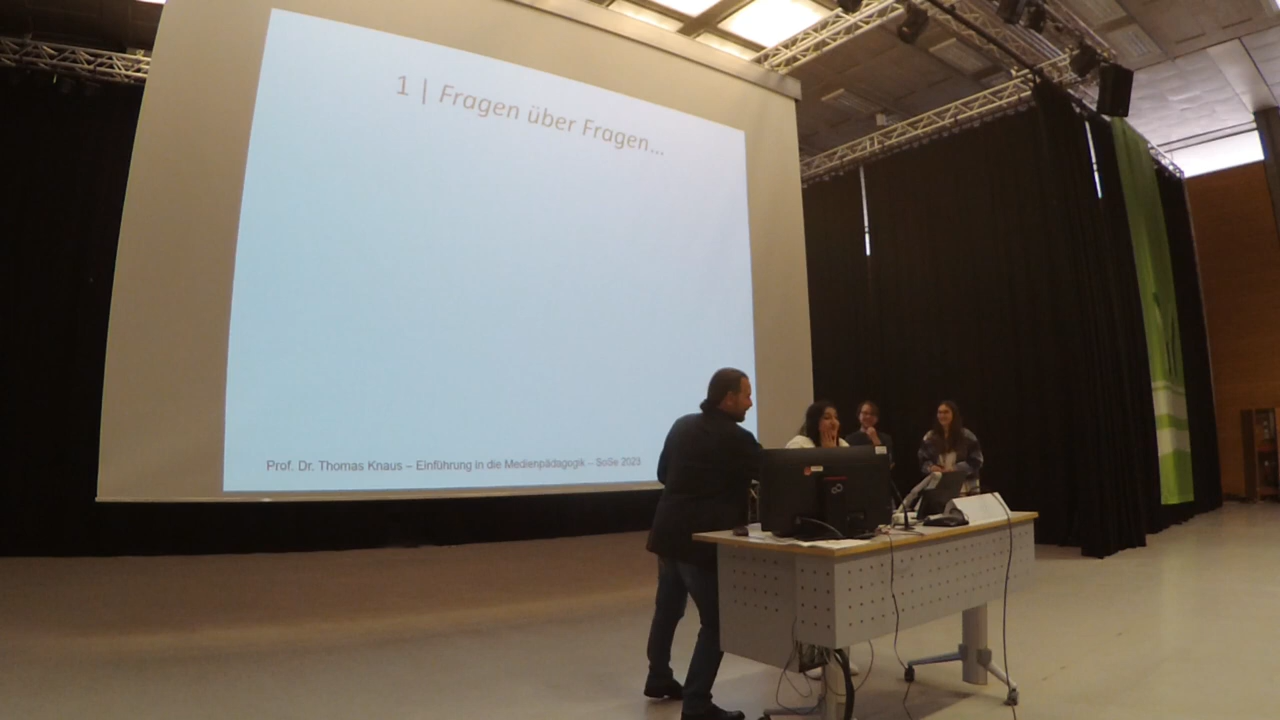 1 | Fragen über Fragen...
Prof. Dr. Thomas Knaus – Einführung in die Medienpädagogik – SoSe 2023